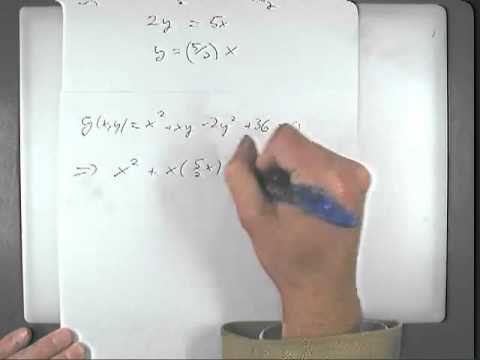 2y = 5x
y = (5/2) x
g(x,y) = x² + xy - 2y² + 36
⇒ x² + x(5/2 x)